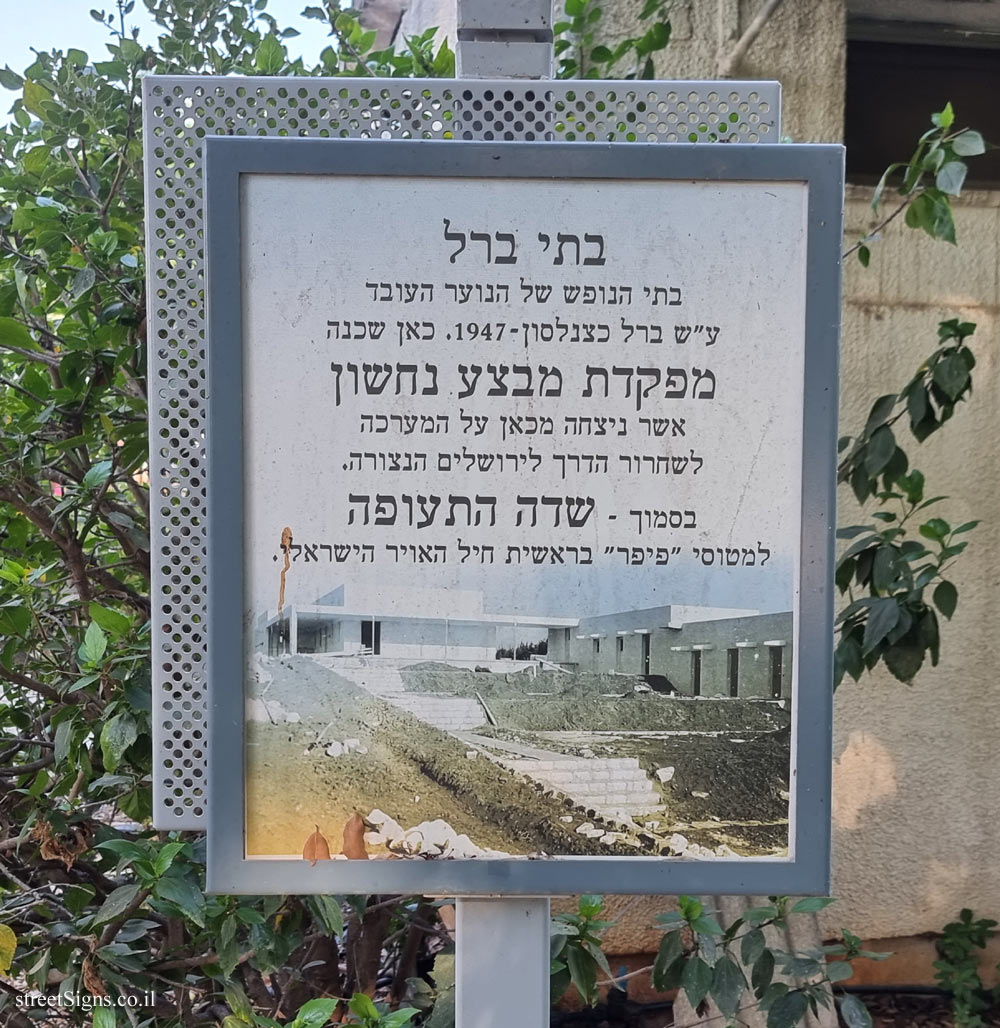 בתי ברל
בתי הנופש של הנוער העובד
ע״ש ברל כצנלסון-1947. כאן שכנה
מפקדת מבצע נחשון
אשר ניצחה מכאן על המערכה
לשחרור הדרך לירושלים הנצורה.
בסמוך - שדה התעופה
למטוסי ״פיפר״ בראשית חיל האויר הישראלי.
streetSigns.co.il